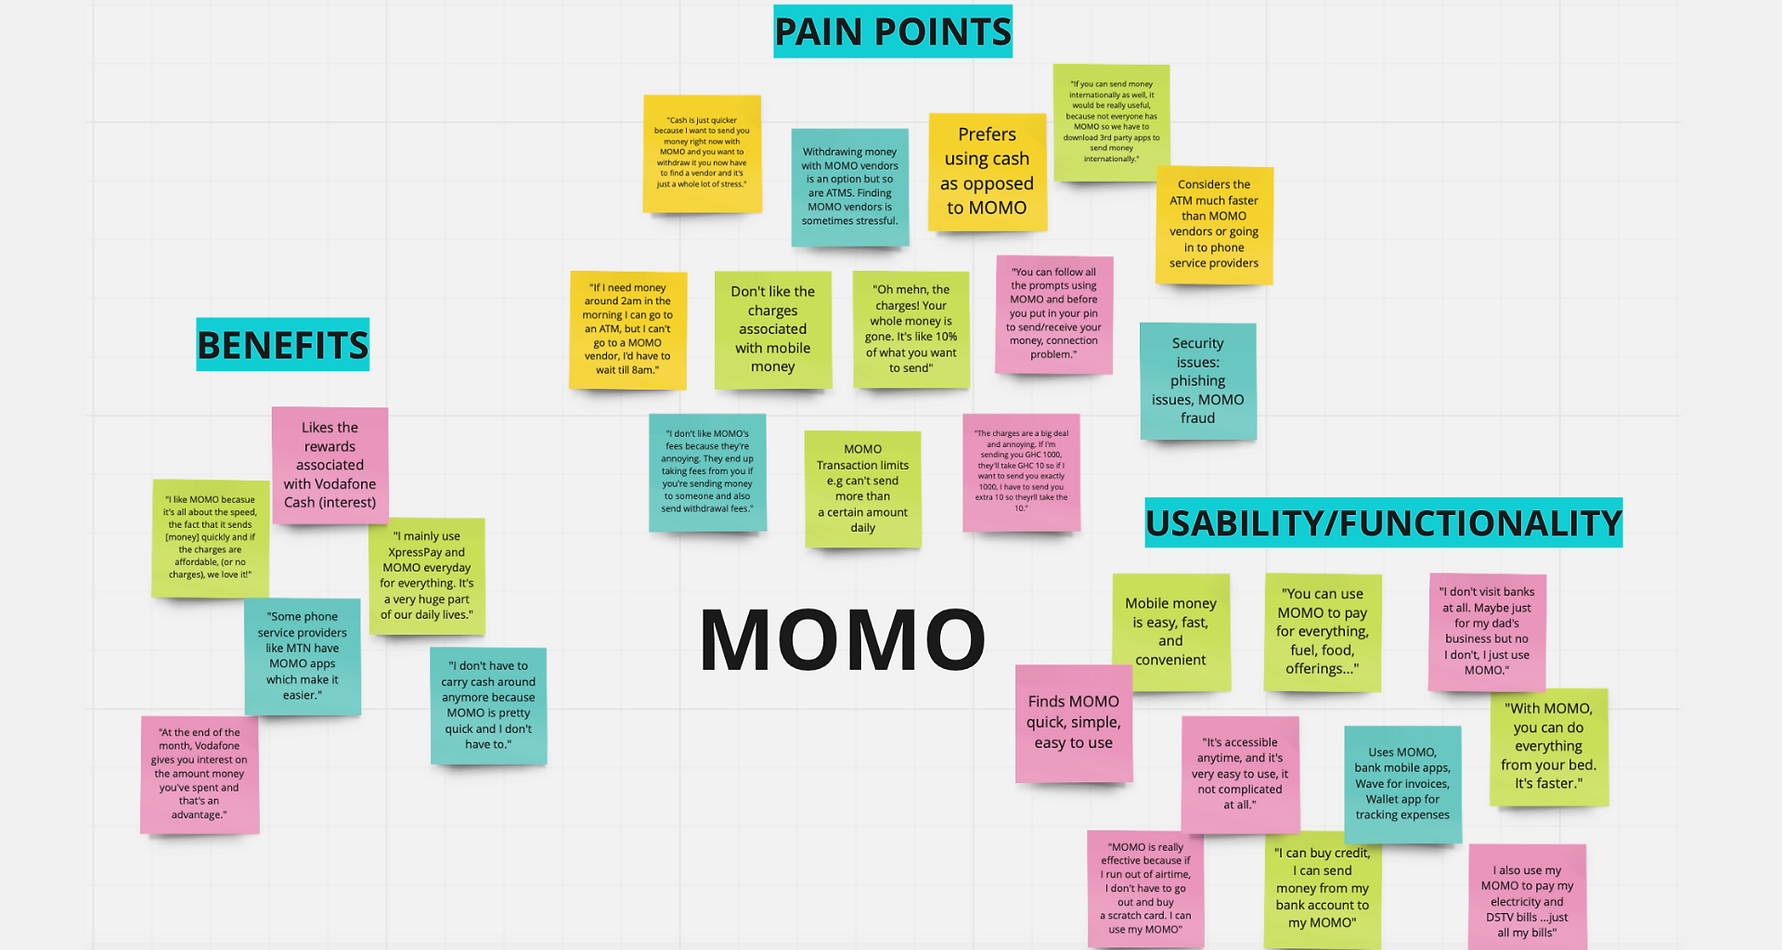 PAIN POINTS
"Cash is just quicker
because I want to send you
money right now with
MOMO and you want to
withdraw it you now have
to find a vendor and it's
just a whole lot of stress."
Withdrawing money
with MOMO vendors
is an option but so
are ATMS. Finding
MOMO vendors is
sometimes stressful.
Prefers
using cash
as opposed
to MOMO
"If you can send money
internationally as well, it
would be really useful,
because not everyone has
MOMO so we have to
download 3rd party apps to
send money
internationally."
Considers the
ATM much faster
than MOMO
vendors or going
in to phone
service providers
"If I need money
around 2am in the
morning I can go to
an ATM, but I can't
go to a MOMO
vendor, I'd have to
wait till 8am."
Don't like the
charges
associated
with mobile
money
"Oh mehn, the
charges! Your
whole money is
gone. It's like 10%
of what you want
to send"
"You can follow all
the prompts using
MOMO and before
you put in your pin
to send/receive your
money, connection
problem."
Security
issues:
phishing
issues, MOMO
fraud
"I don't like MOMO's
fees because they're
annoying. They end up
taking fees from you if
you're sending money
to someone and also
send withdrawal fees."
MOMO
Transaction limits
e.g can't send
more than
a certain amount
daily
"The charges are a big deal
and annoying. If I'm
sending you GHC 1000,
they'll take GHC 10 so if I
want to send you exactly
1000, I have to send you
extra 10 so theyrll take the
10."
BENEFITS
Likes the
rewards
associated
with Vodafone
Cash (interest)
"I like MOMO becasue
it's all about the speed,
the fact that it sends
[money] quickly and if
the charges are
affordable, (or no
charges), we love it!"
"I mainly use
XpressPay and
MOMO everyday
for everything. It's
a very huge part
of our daily lives."
"Some phone
service providers
like MTN have
MOMO apps
which make it
easier."
"I don't have to
carry cash around
anymore because
MOMO is pretty
quick and I don't
have to."
"At the end of the
month, Vodafone
gives you interest on
the amount money
you've spent and
that's an
advantage."
MOMO
USABILITY/FUNCTIONALITY
Mobile money
is easy, fast,
and
convenient
"You can use
MOMO to pay
for everything,
fuel, food,
offerings..."
"I don't visit banks
at all. Maybe just
for my dad's
business but no
I don't, I just use
MOMO."
Finds MOMO
quick, simple,
easy to use
"It's accessible
anytime, and it's
very easy to use, it
not complicated
at all."
Uses MOMO,
bank mobile apps,
Wave for invoices,
Wallet app for
tracking expenses
"With MOMO,
you can do
everything
from your bed.
It's faster."
"MOMO is really
effective because if
I run out of airtime,
I don't have to go
out and buy
a scratch card. I can
use my MOMO"
"I can buy credit,
I can send
money from my
bank account to
my MOMO"
I also use my
MOMO to pay my
electricity and
DSTV bills ...just
all my bills"